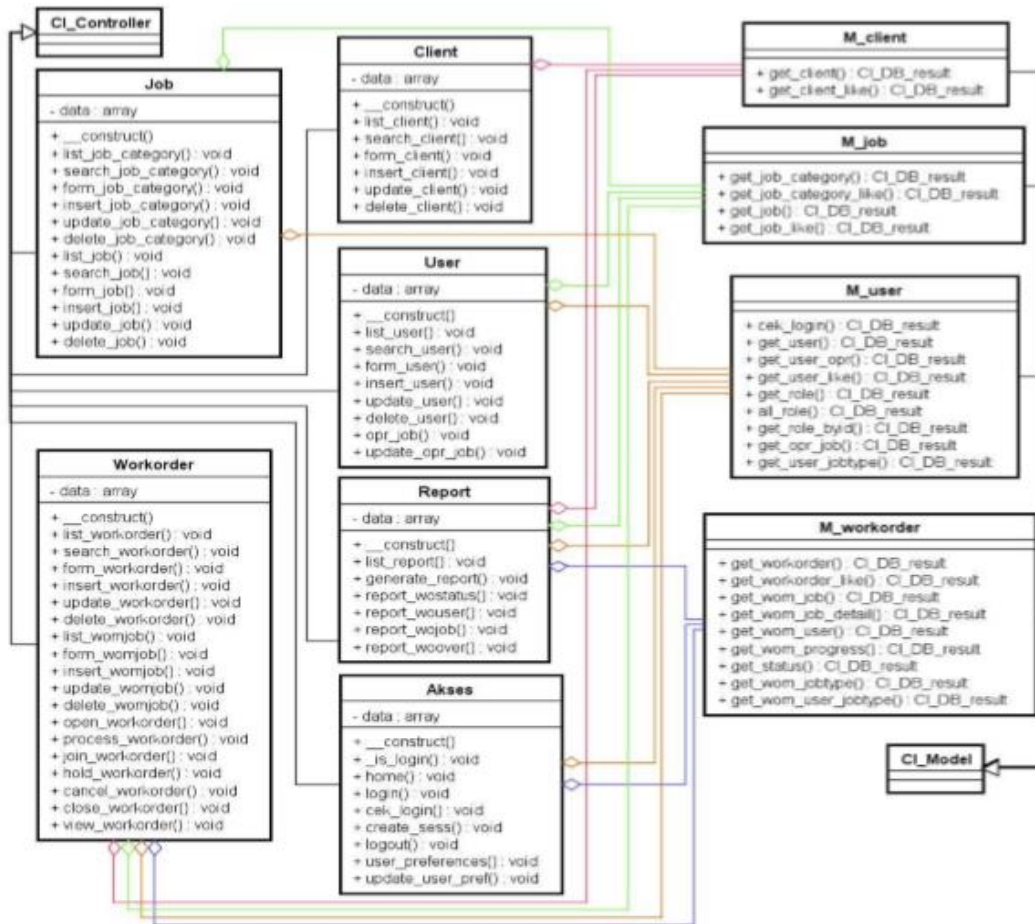 CI_Controller
Job
- data : array
+ __construct()
+ list_job_category() : void
+ search_job_category() : void
+ form_job_category() : void
+ insert_job_category() : void
+ update_job_category() : void
+ delete_job_category() : void
+ list_job() : void
+ search_job() : void
+ form_job() : void
+ insert_job() : void
+ update_job() : void
+ delete_job() : void
Workorder
- data : array
+ __construct()
+ list_workorder() : void
+ search_workorder() : void
+ form_workorder() : void
+ insert_workorder() : void
+ update_workorder() : void
+ delete_workorder() : void
+ list_womjob() : void
+ form_womjob() : void
+ insert_womjob() : void
+ update_womjob() : void
+ delete_womjob() : void
+ open_workorder() : void
+ process_workorder() : void
+ join_workorder() : void
+ hold_workorder() : void
+ cancel_workorder() : void
+ close_workorder() : void
+ view_workorder() : void
Client
- data : array
+ __construct()
+ list_client() : void
+ search_client() : void
+ form_client() : void
+ insert_client() : void
+ update_client() : void
+ delete_client() : void
User
- data : array
+ __construct()
+ list_user() : void
+ search_user() : void
+ form_user() : void
+ insert_user() : void
+ update_user() : void
+ delete_user() : void
+ opr_job() : void
+ update_opr_job() : void
Report
- data : array
+ __construct()
+ list_report() : void
+ generate_report() : void
+ report_wostatus() : void
+ report_wouser() : void
+ report_wojob() : void
+ report_woover() : void
Akses
- data : array
+ __construct()
+ _is_login() : void
+ home() : void
+ login() : void
+ cek_login() : void
+ create_sess() : void
+ logout() : void
+ user_preferences() : void
+ update_user_pref() : void
M_client
+ get_client() : CI_DB_result
+ get_client_like() : CI_DB_result
M_job
+ get_job_category() : CI_DB_result
+ get_job_category_like() : CI_DB_result
+ get_job() : CI_DB_result
+ get_job_like() : CI_DB_result
M_user
+ cek_login() : CI_DB_result
+ get_user() : CI_DB_result
+ get_user_opr() : CI_DB_result
+ get_user_like() : CI_DB_result
+ get_role() : CI_DB_result
+ all_role() : CI_DB_result
+ get_role_byid() : CI_DB_result
+ get_opr_job() : CI_DB_result
+ get_user_jobtype() : CI_DB_result
M_workorder
+ get_workorder() : CI_DB_result
+ get_workorder_like() : CI_DB_result
+ get_wom_job() : CI_DB_result
+ get_wom_job_detail() : CI_DB_result
+ get_wom_user() : CI_DB_result
+ get_wom_progress() : CI_DB_result
+ get_status() : CI_DB_result
+ get_wom_jobtype() : CI_DB_result
+ get_wom_user_jobtype() : CI_DB_result
CI_Model